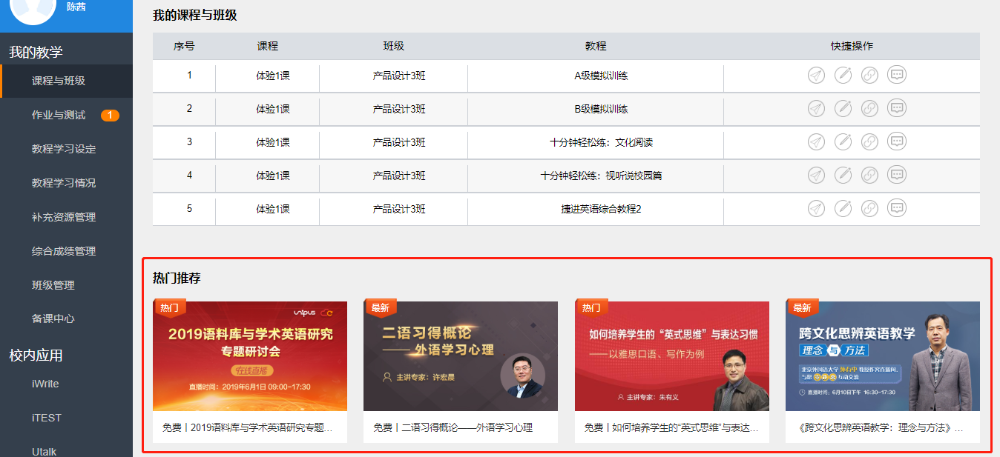 陈茜
我的教学
课程与班级
作业与测试 1
教程学习设定
教程学习情况
补充资源管理
综合成绩管理
班级管理
备课中心
校内应用
iWrite
iTEST
Utalk
我的课程与班级
序号 课程 班级 教程 快捷操作
1 体验1课 产品设计3班 A级模拟训练
2 体验1课 产品设计3班 B级模拟训练
3 体验1课 产品设计3班 十分钟轻松练：文化阅读
4 体验1课 产品设计3班 十分钟轻松练：视听说校园篇
5 体验1课 产品设计3班 捷进英语综合教程2
热门推荐
热门
unipus
2019语料库与学术英语研究
专题研讨会
在线直播
直播时间：2019年6月1日 09:00-17:30
免费丨2019语料库与学术英语研究专题...
最新
二语习得概论
——外语学习心理
主讲专家：许宏晨
免费丨二语习得概论——外语学习心理
热门
如何培养学生的“英式思维”与表达习惯
——以雅思口语、写作为例
主讲专家：朱有义
免费丨如何培养学生的“英式思维”与表达...
最新
跨文化思辨英语教学
理念与方法
北京外国语大学 孙有中 教授作客直播间，
与您 互动交流
直播时间：6月10日下午 16:30-17:30
《跨文化思辨英语教学：理念与方法》...